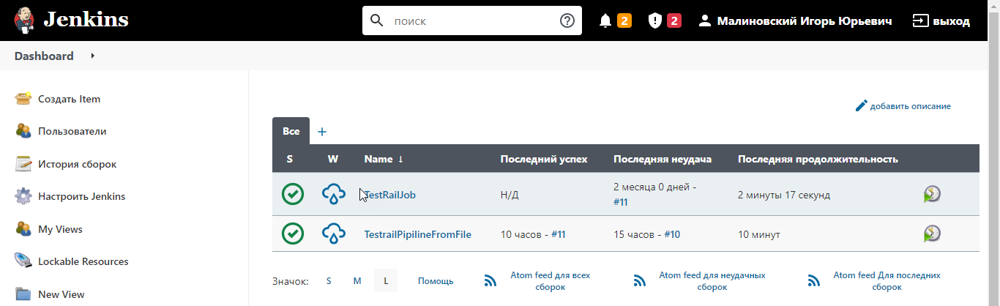 Jenkins
поиск
2
2
Малиновский Игорь Юрьевич
выход
Dashboard
Создать Item
Пользователи
История сборок
Настроить Jenkins
My Views
Lockable Resources
New View
добавить описание
Все +
S W Name ↓ Последний успех Последняя неудача Последняя продолжительность
TestRailJob Н/Д 2 месяца 0 дней - 2 минуты 17 секунд
#11
TestrailPipilineFromFile 10 часов - #11 15 часов - #10 10 минут
Значок: S M L Помощь
Atom feed для всех
сборок
Atom feed для неудачных
сборок
Atom feed Для последних
сборок